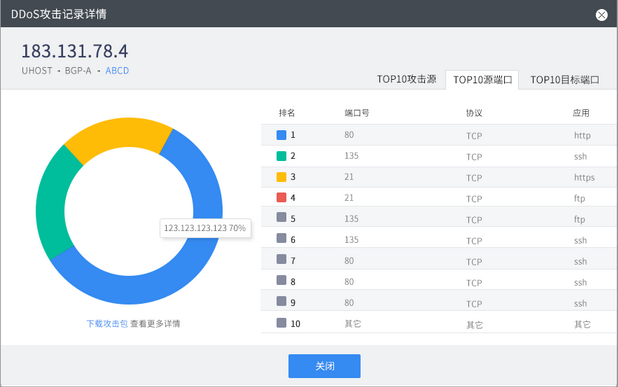 DDoS攻击记录详情
183.131.78.4
UHOST • BGP-A • ABCD
TOP10攻击源 TOP10源端口 TOP10目标端口
排名 端口号 协议 应用
1 80 TCP http
2 135 TCP ssh
3 21 TCP https
4 21 TCP ftp
5 135 TCP ftp
6 135 TCP ssh
7 80 TCP ssh
8 80 TCP ssh
9 80 TCP ssh
10 其它 其它 其它
123.123.123.123 70%
下载攻击包 查看更多详情
关闭